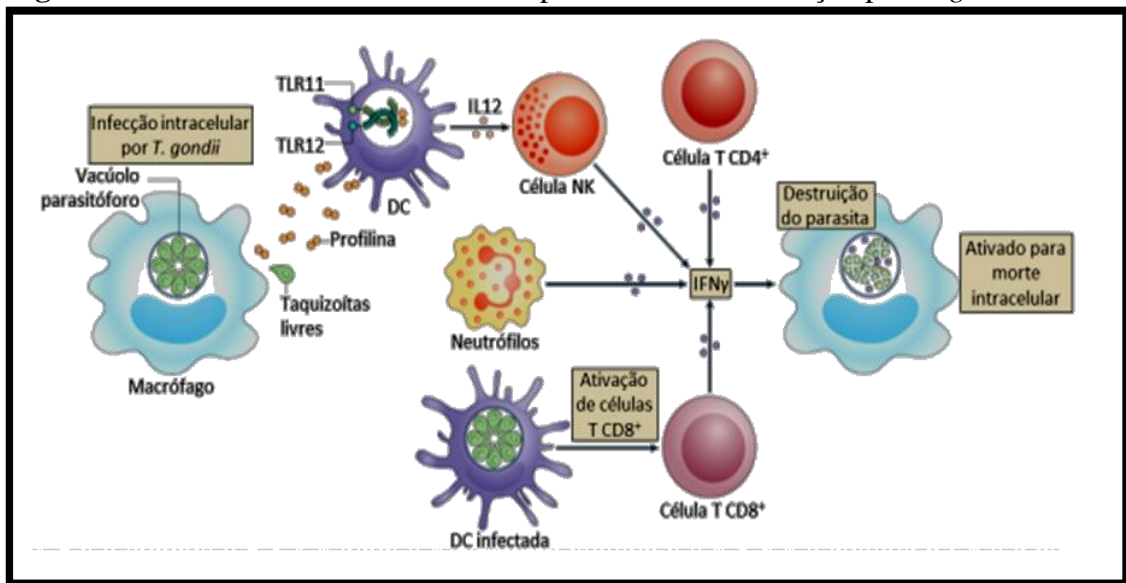 TLR11
TLR12
IL12
Infecção intracelular
por T. gondii
Vacúolo
parasitóforo
DC
Célula NK
Célula T CD4⁺
Profilina
Taquizoítas
livres
Macrófago
Neutrófilos
IFNγ
Destruição
do parasita
Ativado para
morte
intracelular
Ativação
de células
T CD8⁺
Célula T CD8⁺
DC infectada